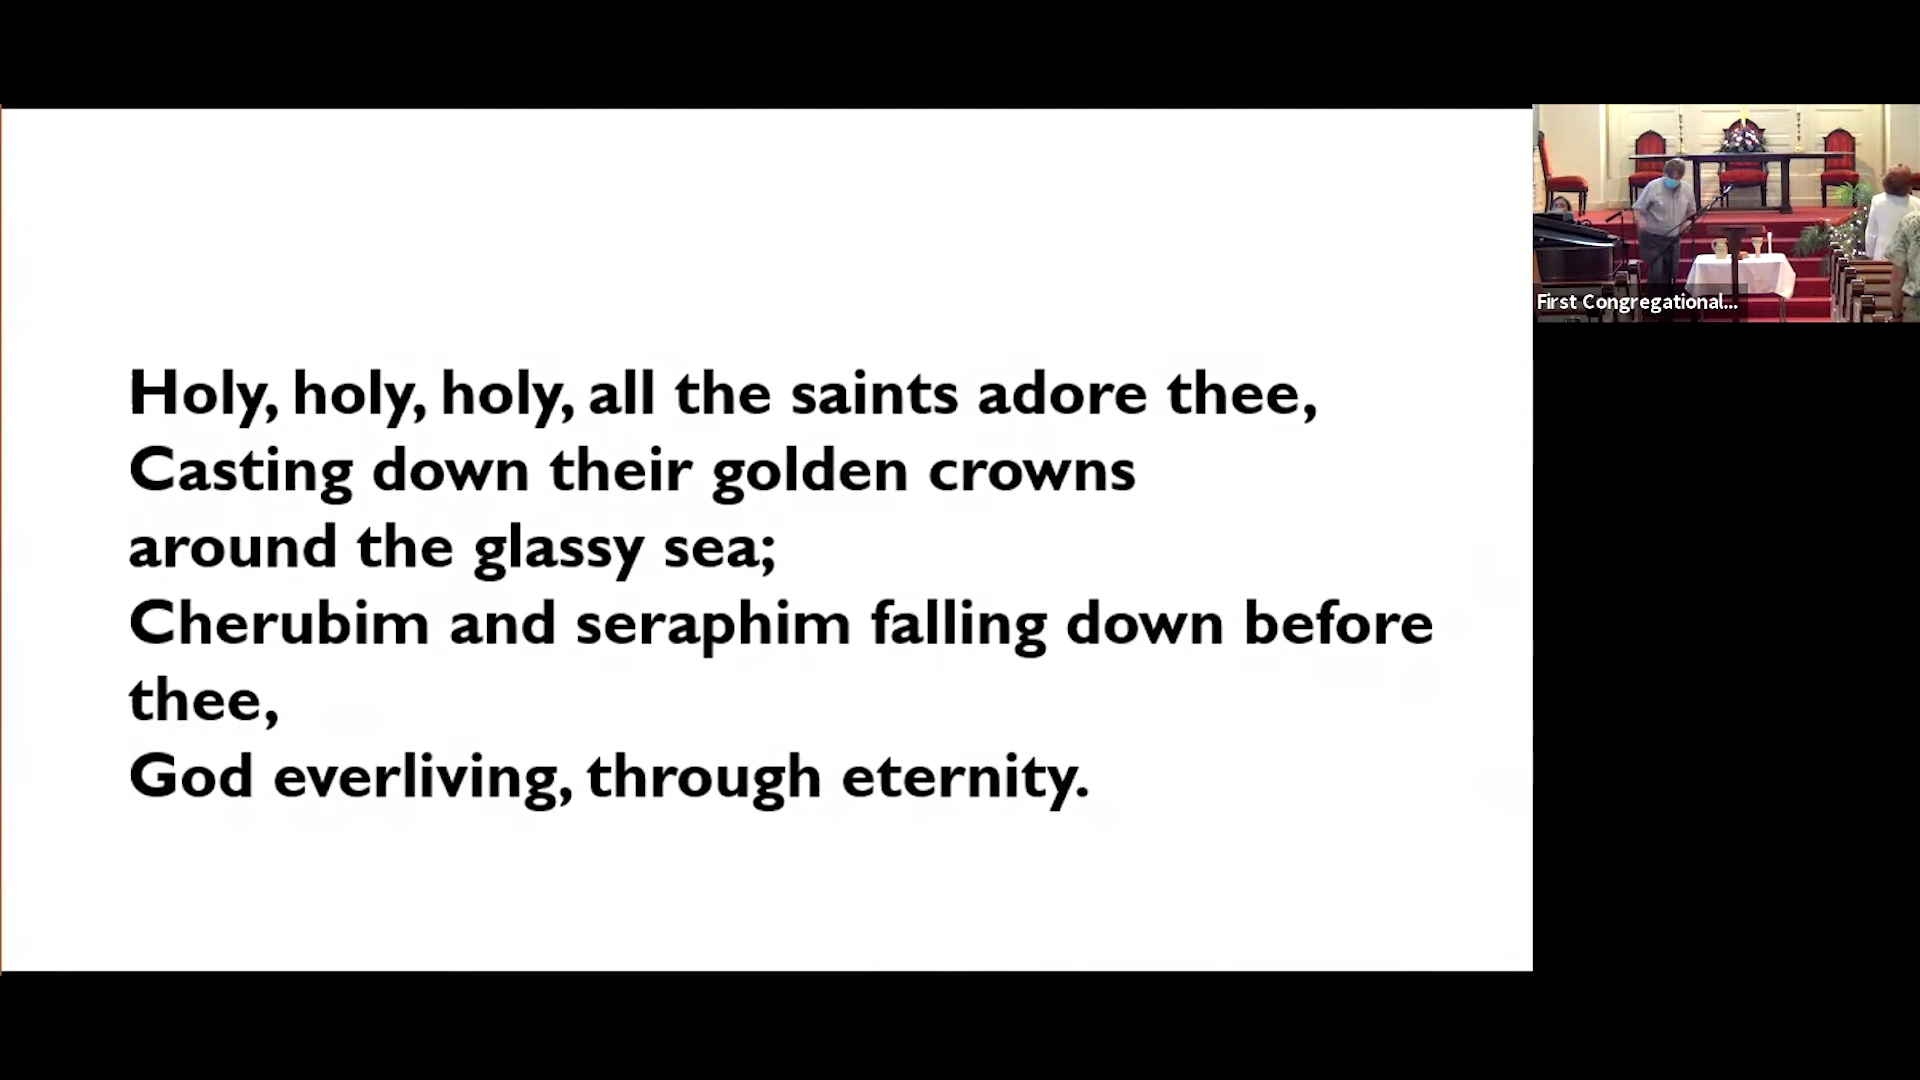 Holy, holy, holy, all the saints adore thee,
Casting down their golden crowns
around the glassy sea;
Cherubim and seraphim falling down before
thee,
God everliving, through eternity.
First Congregational...